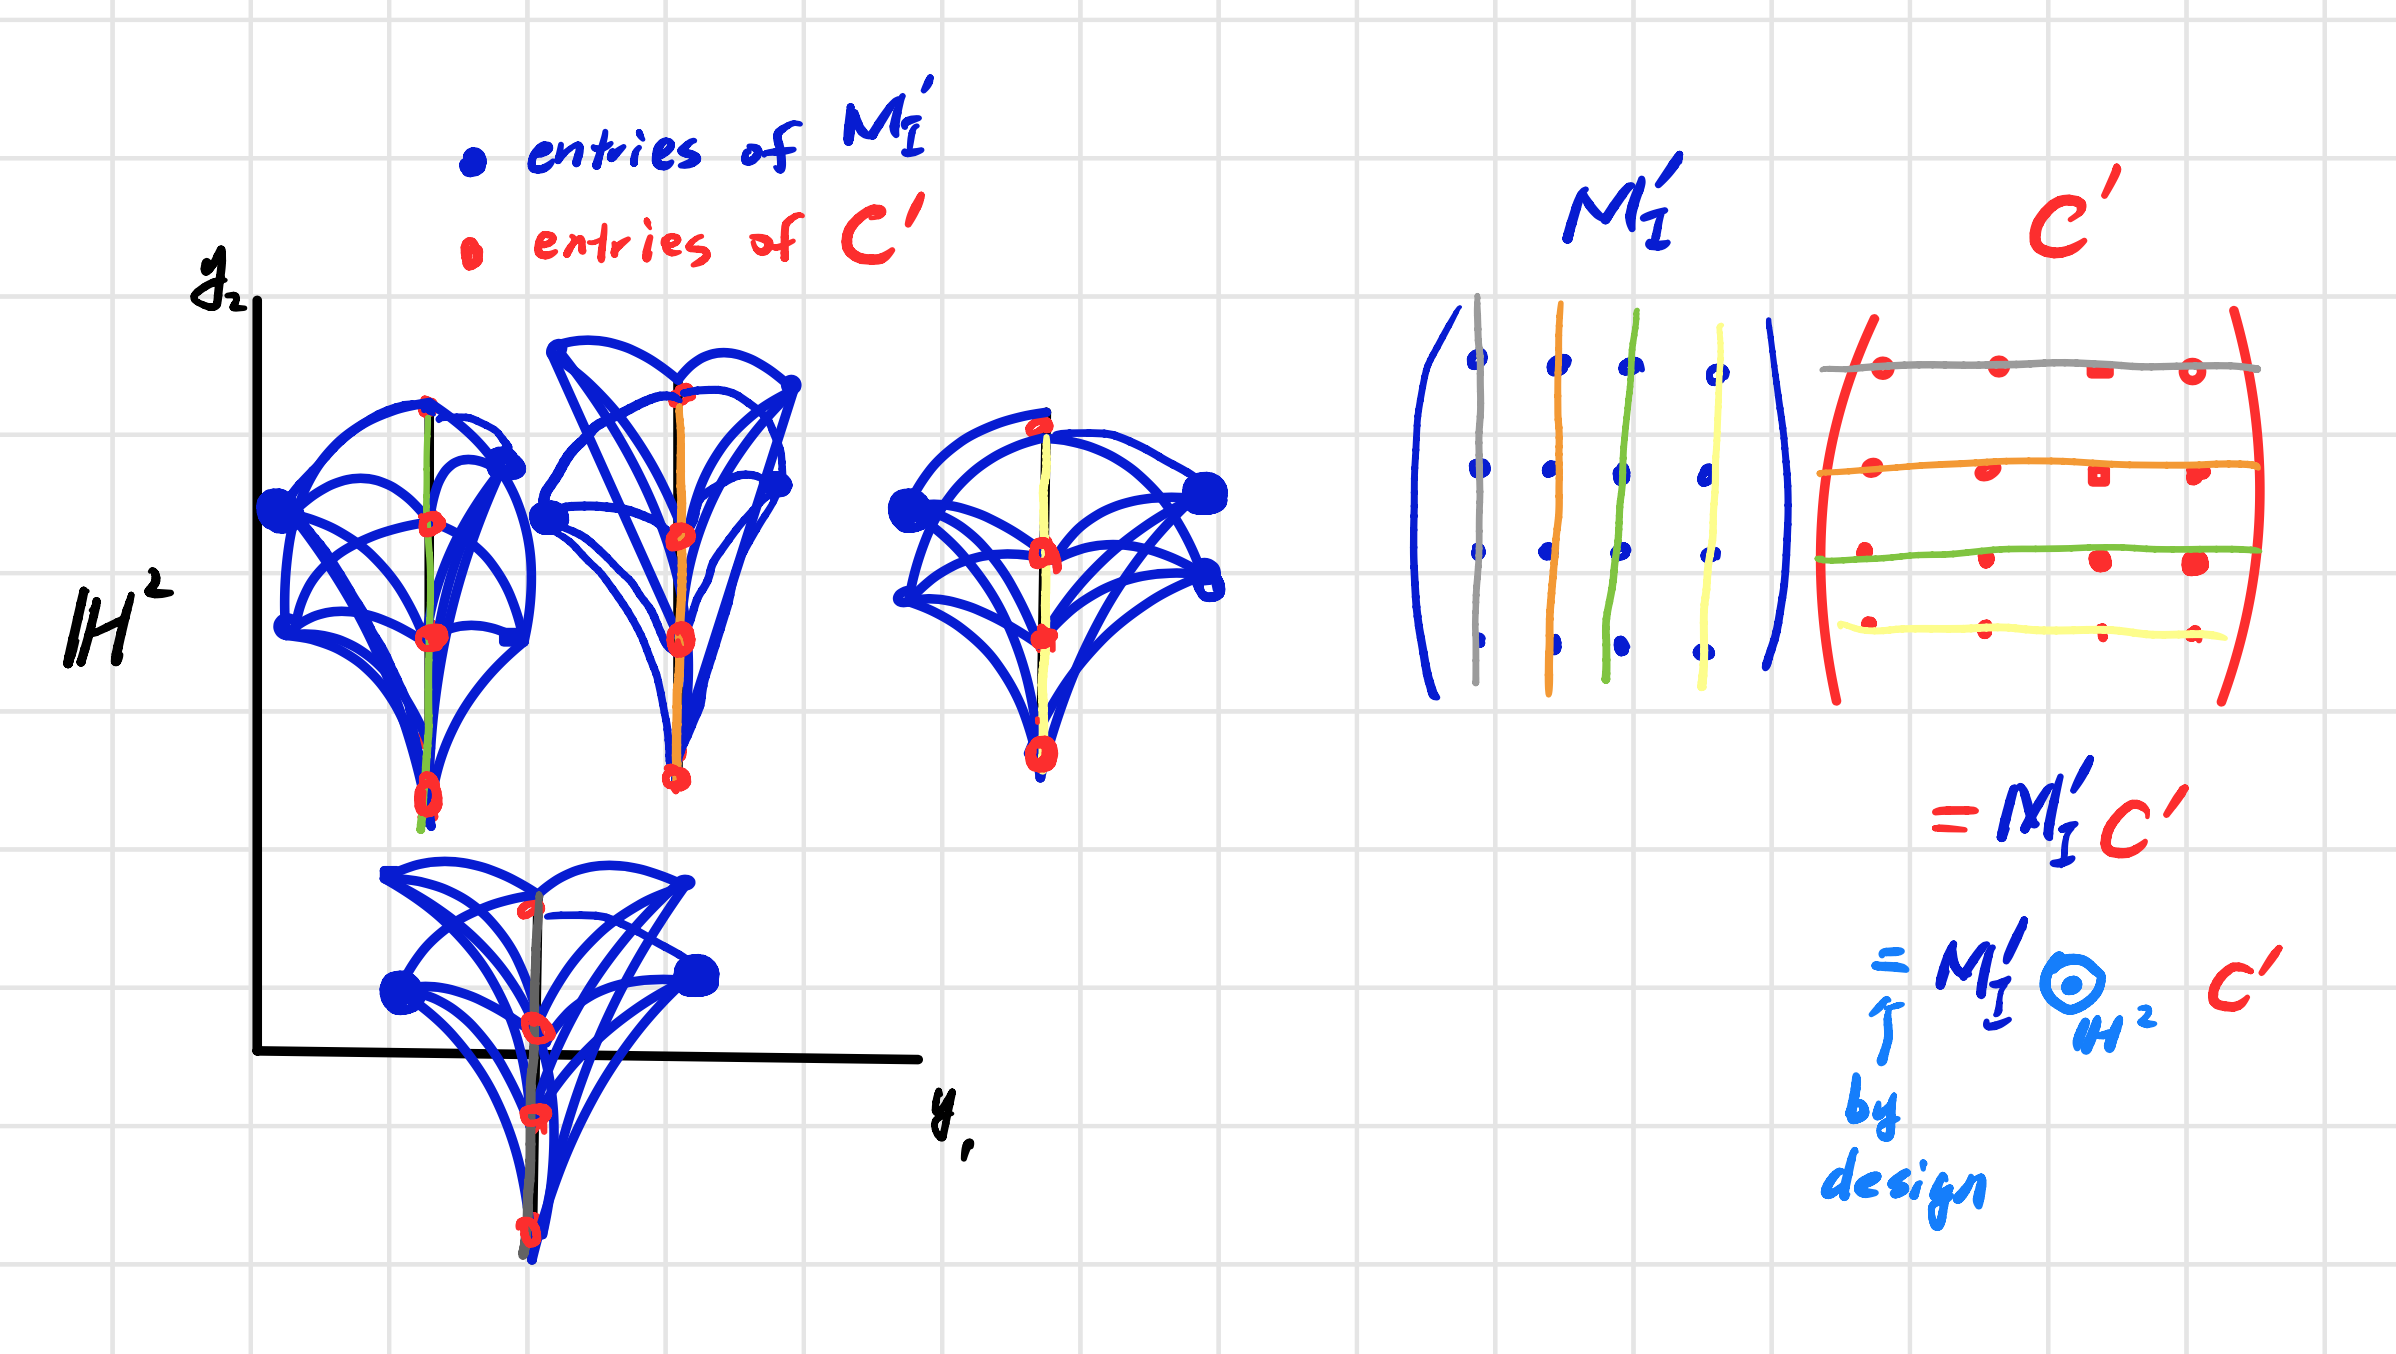 • entries of M_I'
• entries of C'
y₂
ℍ²
y₁
M_I' C'
= M_I' C'
= M_I' ⊙_ℍ² C'
↑
by
design